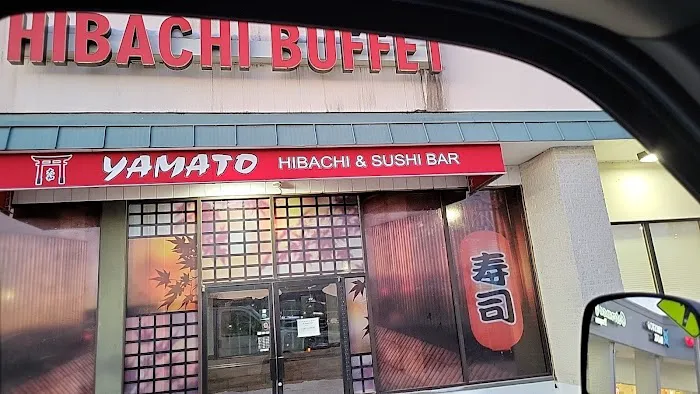 HIBACHI BUFFET
YAMATO HIBACHI & SUSHI BAR
寿司